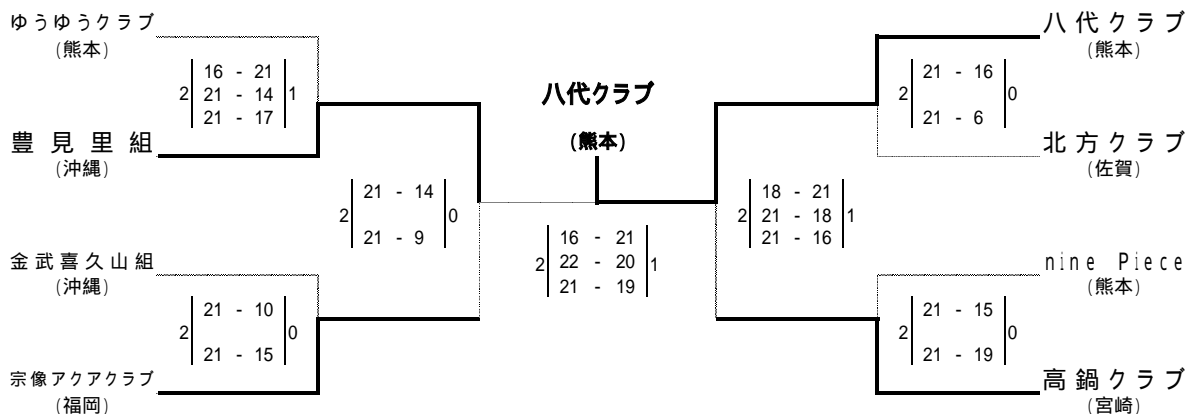 ゆうゆうクラブ
(熊本)
2 16 - 21 1
21 - 14
21 - 17
豊見里組
(沖縄)
2 21 - 14 0
21 - 9
金武喜久山組
(沖縄)
2 21 - 10 0
21 - 15
宗像アクアクラブ
(福岡)
八代クラブ
(熊本)
2 16 - 21 1
22 - 20
21 - 19
八代クラブ
(熊本)
2 21 - 16 0
21 - 6
北方クラブ
(佐賀)
2 18 - 21 1
21 - 18
21 - 16
nine Piece
(熊本)
2 21 - 15 0
21 - 19
高鍋クラブ
(宮崎)